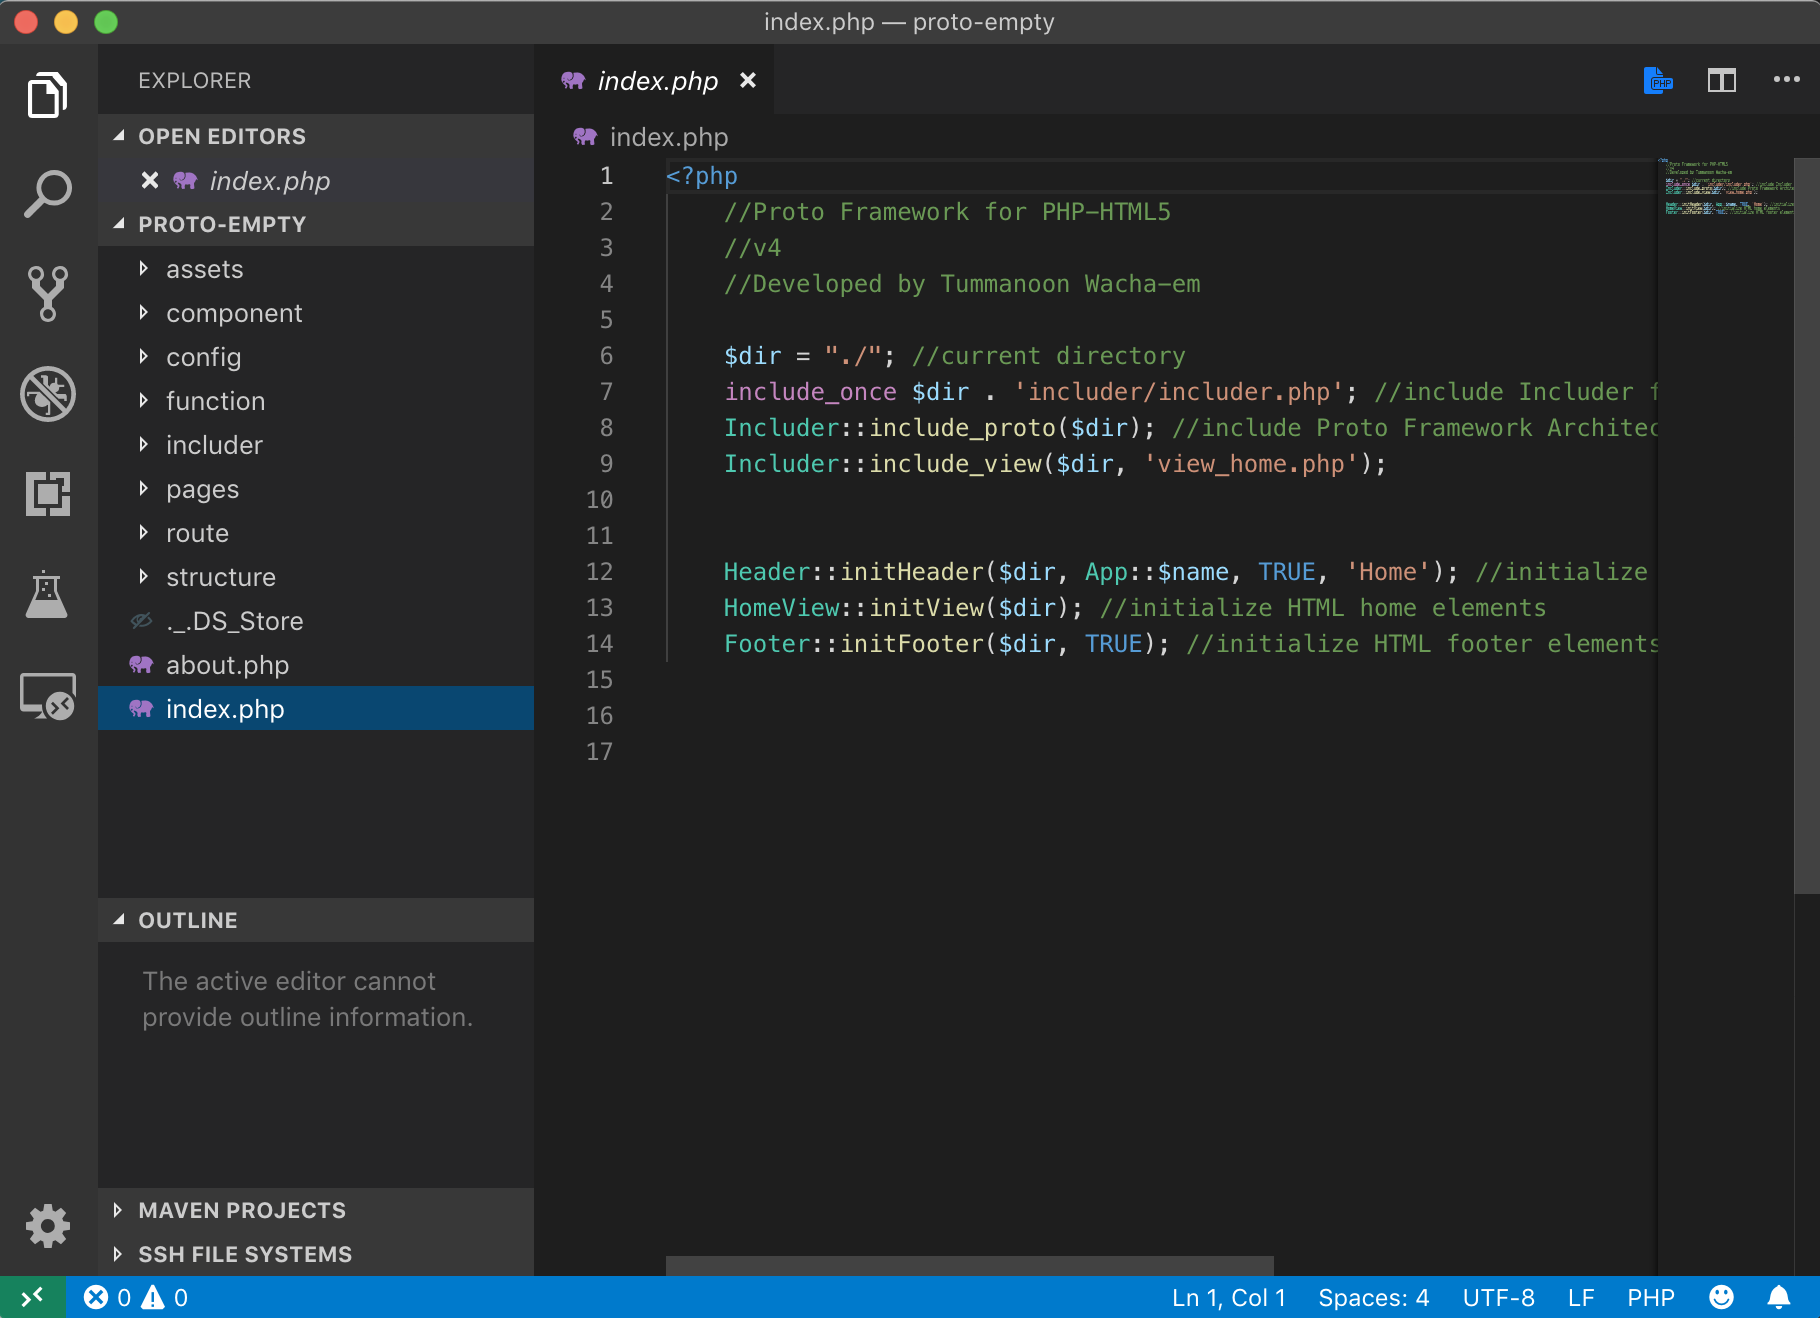 index.php — proto-empty
EXPLORER
OPEN EDITORS
index.php
PROTO-EMPTY
assets
component
config
function
includer
pages
route
structure
._.DS_Store
about.php
index.php
OUTLINE
The active editor cannot
provide outline information.
MAVEN PROJECTS
SSH FILE SYSTEMS
index.php
PHP
index.php
1 <?php
2 //Proto Framework for PHP-HTML5
3 //v4
4 //Developed by Tummanoon Wacha-em
5
6 $dir = "./"; //current directory
7 include_once $dir . 'includer/includer.php'; //include Includer f
8 Includer::include_proto($dir); //include Proto Framework Architec
9 Includer::include_view($dir, 'view_home.php');
10
11
12 Header::initHeader($dir, App::$name, TRUE, 'Home'); //initialize
13 HomeView::initView($dir); //initialize HTML home elements
14 Footer::initFooter($dir, TRUE); //initialize HTML footer elements
15
16
17
0 0
Ln 1, Col 1 Spaces: 4 UTF-8 LF PHP